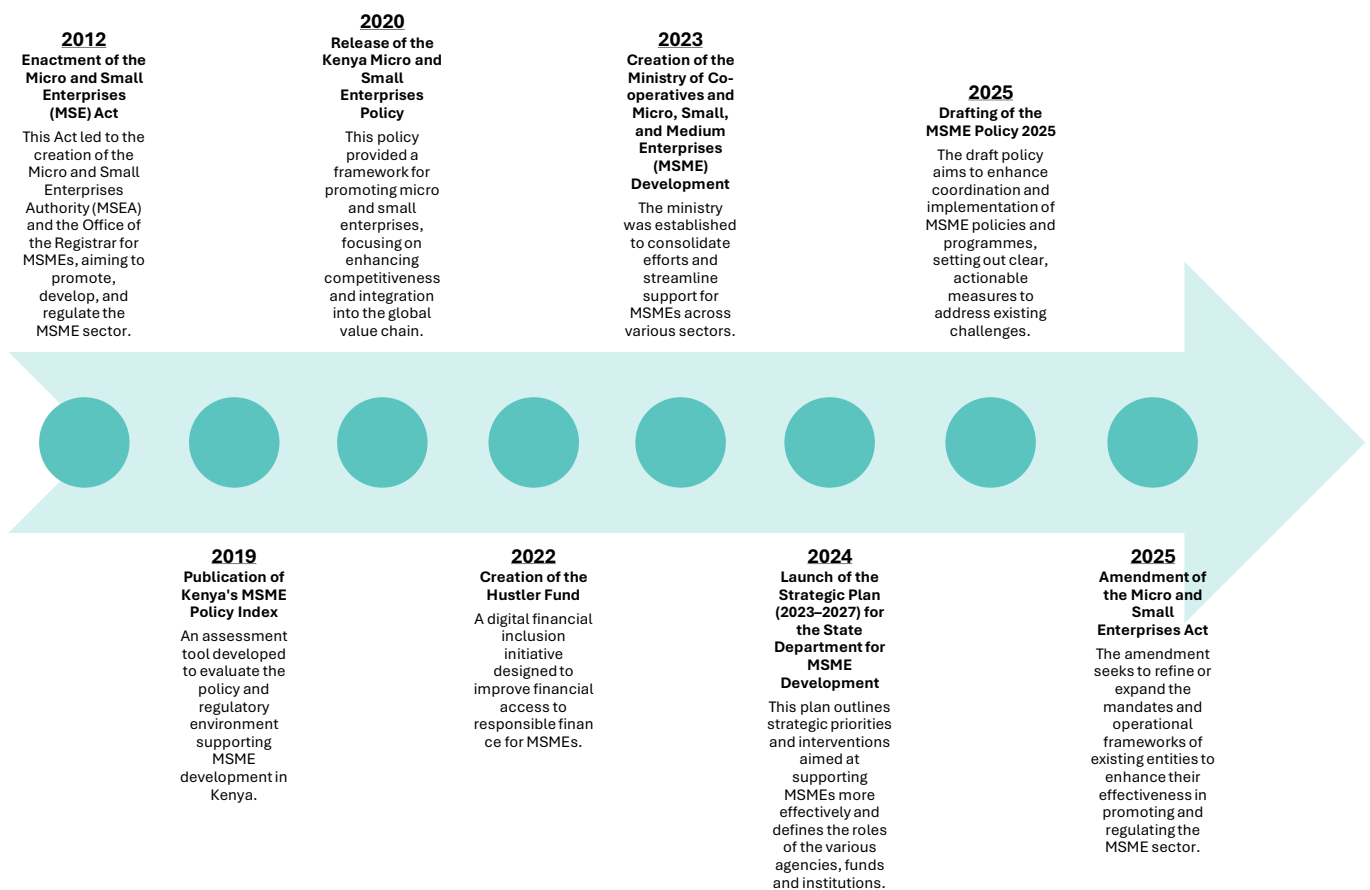 2012
Enactment of the
Micro and Small
Enterprises
(MSE) Act
This Act led to the
creation of the
Micro and Small
Enterprises
Authority (MSEA)
and the Office of
the Registrar for
MSMEs, aiming to
promote,
develop, and
regulate the
MSME sector.
2019
Publication of
Kenya's MSME
Policy Index
An assessment
tool developed
to evaluate the
policy and
regulatory
environment
supporting
MSME
development in
Kenya.
2020
Release of the
Kenya Micro and
Small
Enterprises
Policy
This policy
provided a
framework for
promoting micro
and small
enterprises,
focusing on
enhancing
competitiveness
and integration
into the global
value chain.
2022
Creation of the
Hustler Fund
A digital financial
inclusion
initiative
designed to
improve financial
access to
responsible finan
ce for MSMEs.
2023
Creation of the
Ministry of Co-
operatives and
Micro, Small,
and Medium
Enterprises
(MSME)
Development
The ministry
was established
to consolidate
efforts and
streamline
support for
MSMEs across
various sectors.
2024
Launch of the
Strategic Plan
(2023–2027) for
the State
Department for
MSME
Development
This plan outlines
strategic priorities
and interventions
aimed at
supporting
MSMEs more
effectively and
defines the roles
of the various
agencies, funds
and institutions.
2025
Drafting of the
MSME Policy 2025
The draft policy
aims to enhance
coordination and
implementation of
MSME policies and
programmes,
setting out clear,
actionable
measures to
address existing
challenges.
2025
Amendment of
the Micro and
Small
Enterprises Act
The amendment
seeks to refine or
expand the
mandates and
operational
frameworks of
existing entities to
enhance their
effectiveness in
promoting and
regulating the
MSME sector.